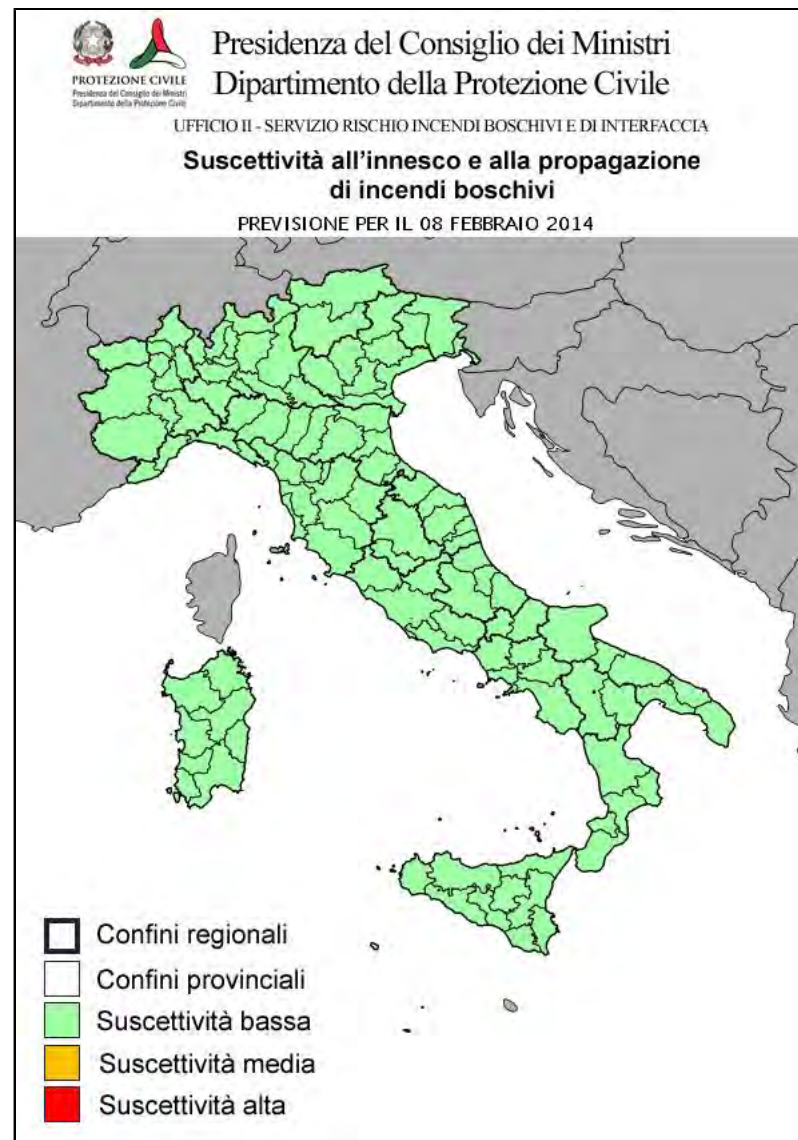 PROTEZIONE CIVILE
Presidenza del Consiglio dei Ministri
Dipartimento della Protezione Civile
Presidenza del Consiglio dei Ministri
Dipartimento della Protezione Civile
UFFICIO II - SERVIZIO RISCHIO INCENDI BOSCHIVI E DI INTERFACCIA
Suscettività all'innesco e alla propagazione
di incendi boschivi
PREVISIONE PER IL 08 FEBBRAIO 2014
Confini regionali
Confini provinciali
Suscettività bassa
Suscettività media
Suscettività alta